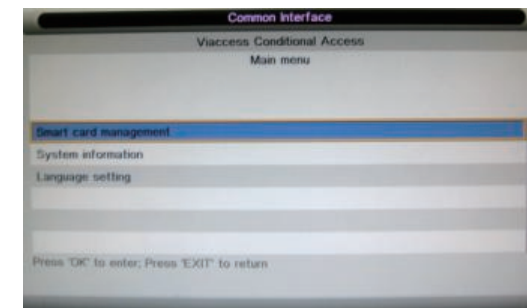 Common Interface
Viaccess Conditional Access
Main menu
Smart card management
System information
Language setting
Press 'OK' to enter; Press 'EXIT' to return